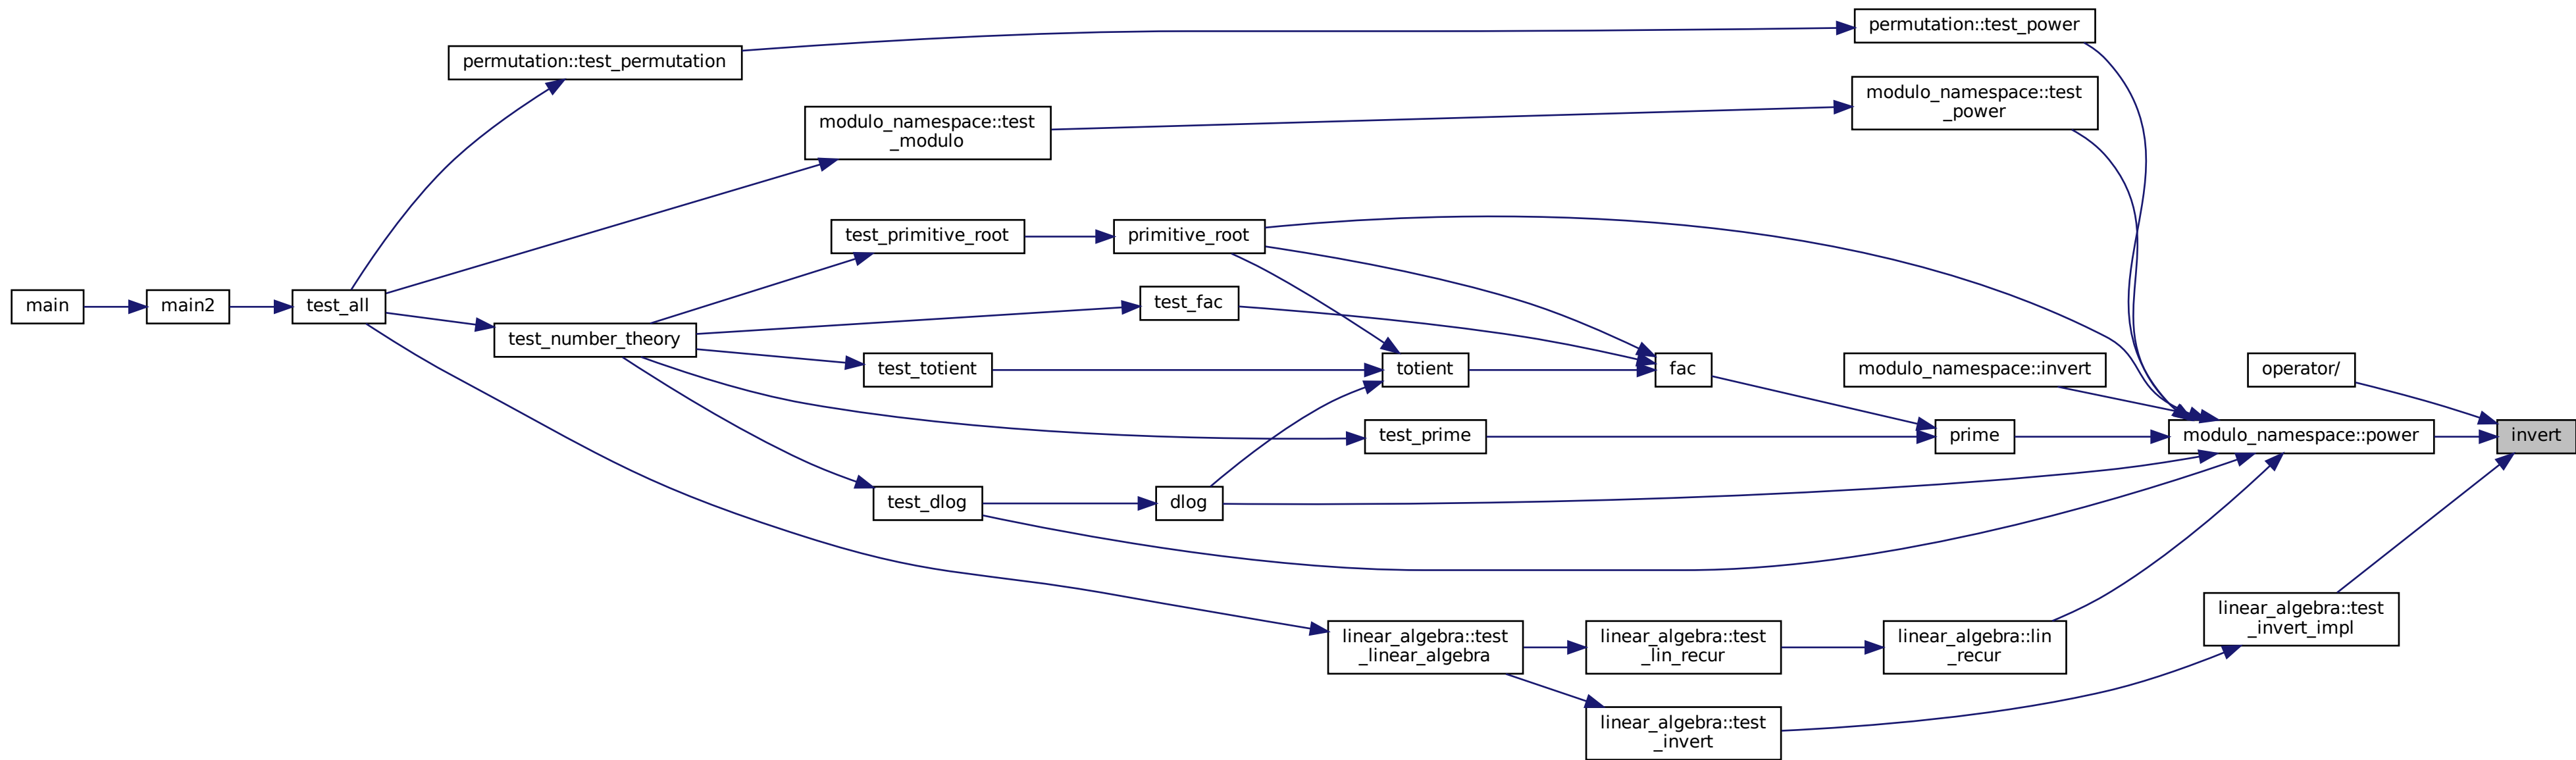 permutation::test_power
permutation::test_permutation
modulo_namespace::test
_power
modulo_namespace::test
_modulo
test_primitive_root
primitive_root
main
main2
test_all
test_fac
test_number_theory
test_totient
totient
fac
modulo_namespace::invert
operator/
test_prime
prime
modulo_namespace::power
invert
test_dlog
dlog
linear_algebra::test
_invert_impl
linear_algebra::test
_linear_algebra
linear_algebra::test
_lin_recur
linear_algebra::lin
_recur
linear_algebra::test
_invert